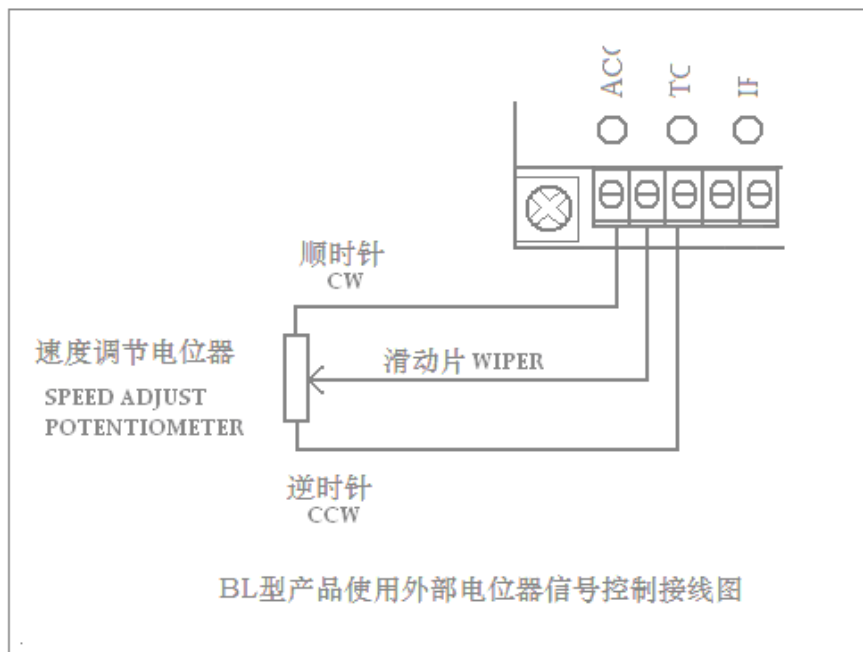 ACC
TC
IF
顺时针
CW
速度调节电位器
滑动片 WIPER
SPEED ADJUST
POTENTIOMETER
逆时针
CCW
BL型产品使用外部电位器信号控制接线图